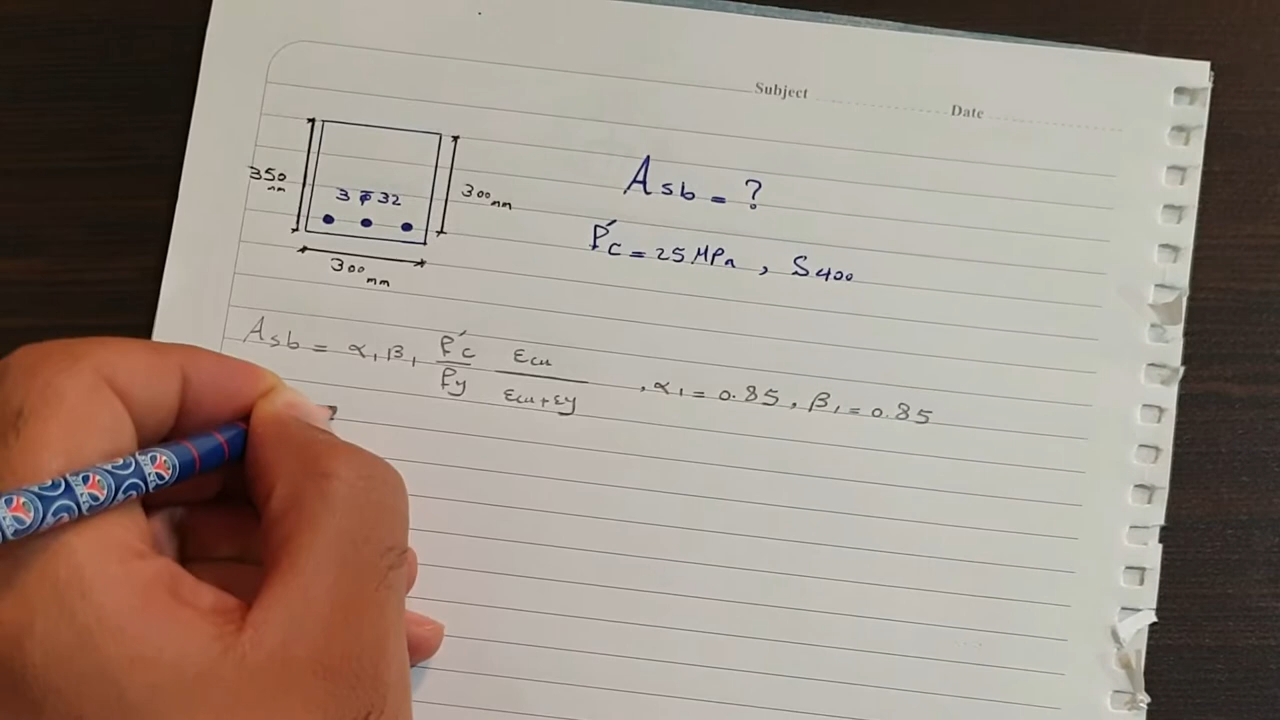 Subject Date
350 mm
3 Φ 32
300 mm
300 mm
Asb = ?
f'c = 25 MPa , S400
Asb = α1 β1 f'c/fy εcu/εcu+εy , α1 = 0.85 , β1 = 0.85